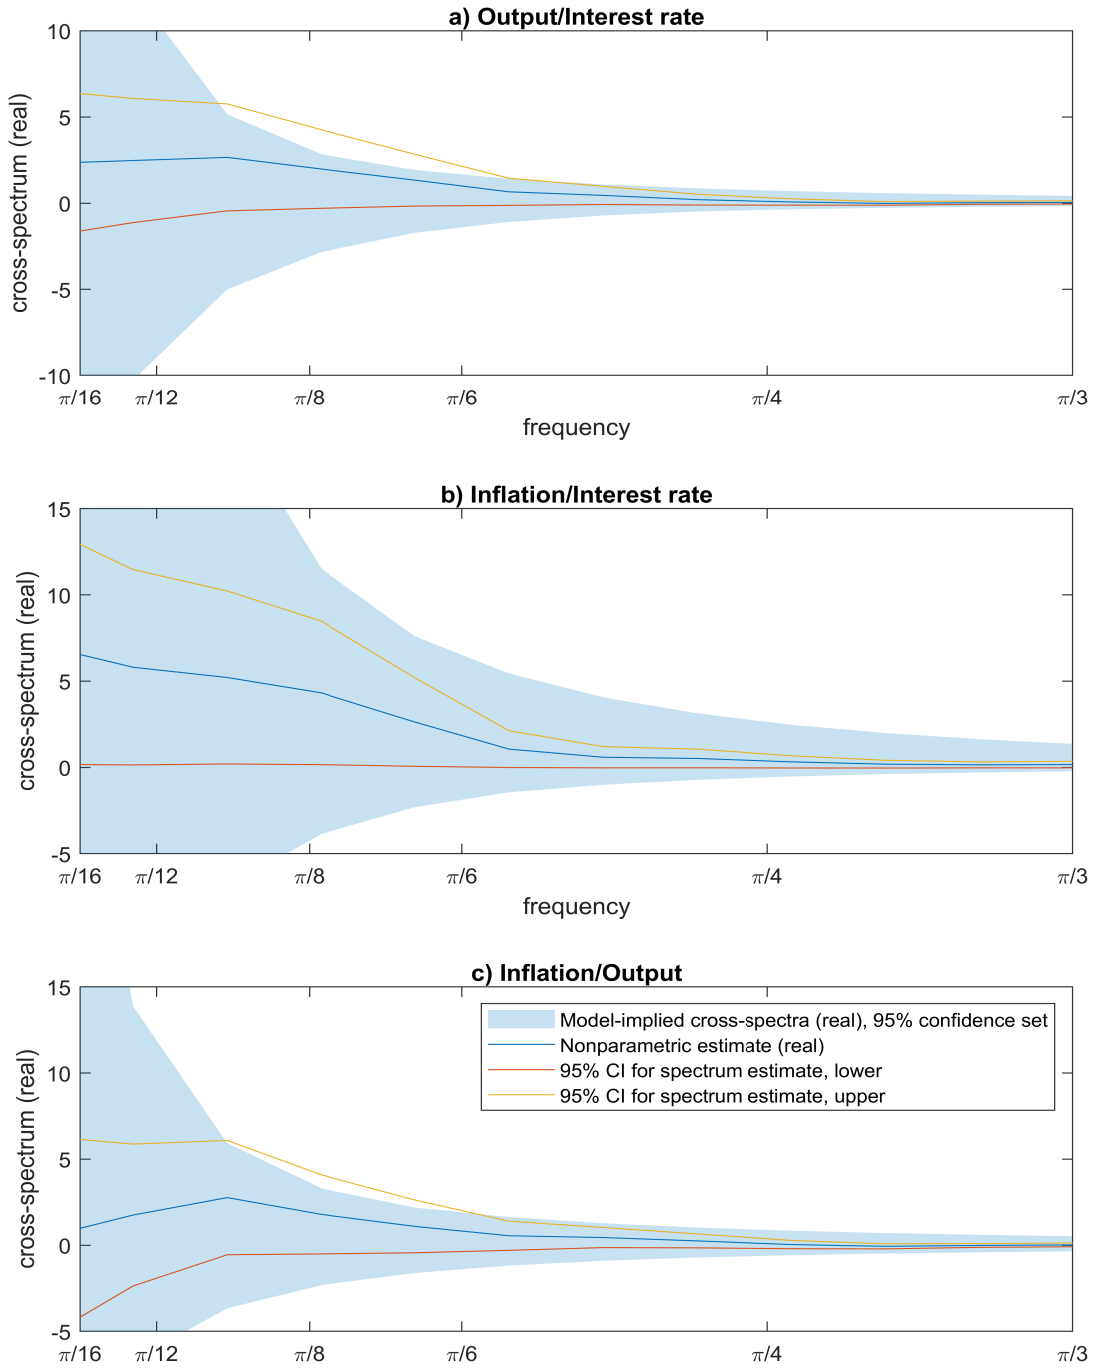 a) Output/Interest rate
10
5
0
-5
-10
cross-spectrum (real)
π/16 π/12 π/8 π/6 π/4 π/3
frequency
b) Inflation/Interest rate
15
10
5
0
-5
cross-spectrum (real)
π/16 π/12 π/8 π/6 π/4 π/3
frequency
c) Inflation/Output
15
10
5
0
-5
cross-spectrum (real)
Model-implied cross-spectra (real), 95% confidence set
Nonparametric estimate (real)
95% CI for spectrum estimate, lower
95% CI for spectrum estimate, upper
π/16 π/12 π/8 π/6 π/4 π/3